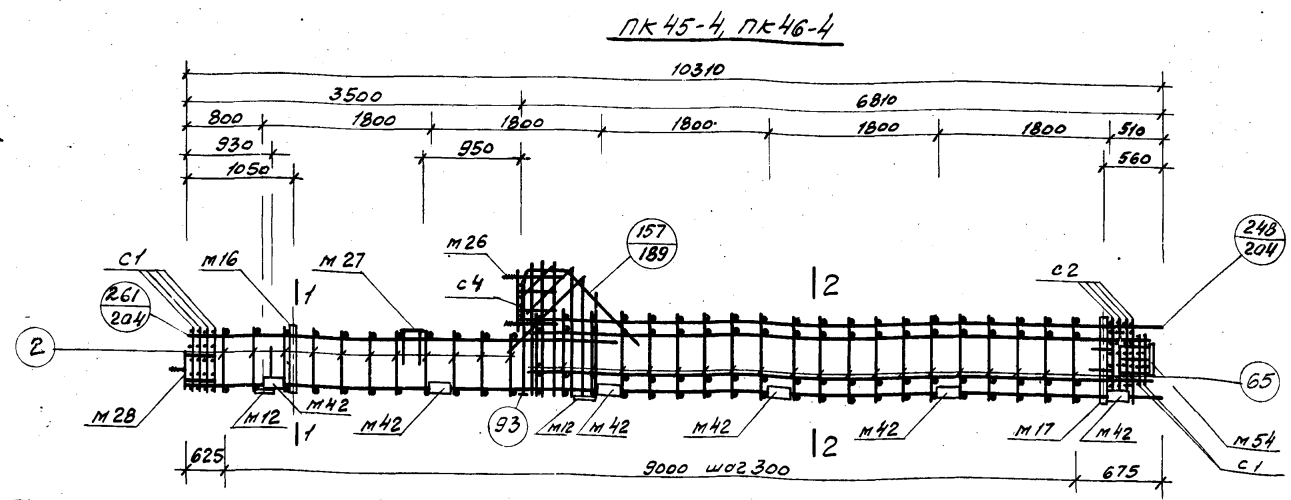 ПК 45-4, ПК 46-4
10310
3500 6810
800 1800 1800 1800 1800 1800 510
930 950 560
1050
С1 М16 М27 М26 157 248
189 2ϕ4
С4 С2
261
2ϕ4
1 2
2 65
М28 М12 М42 М42 93 М12 М42 М42 М42 М17 М42 М54
1 2 С1
625 9000 шаг 300 675